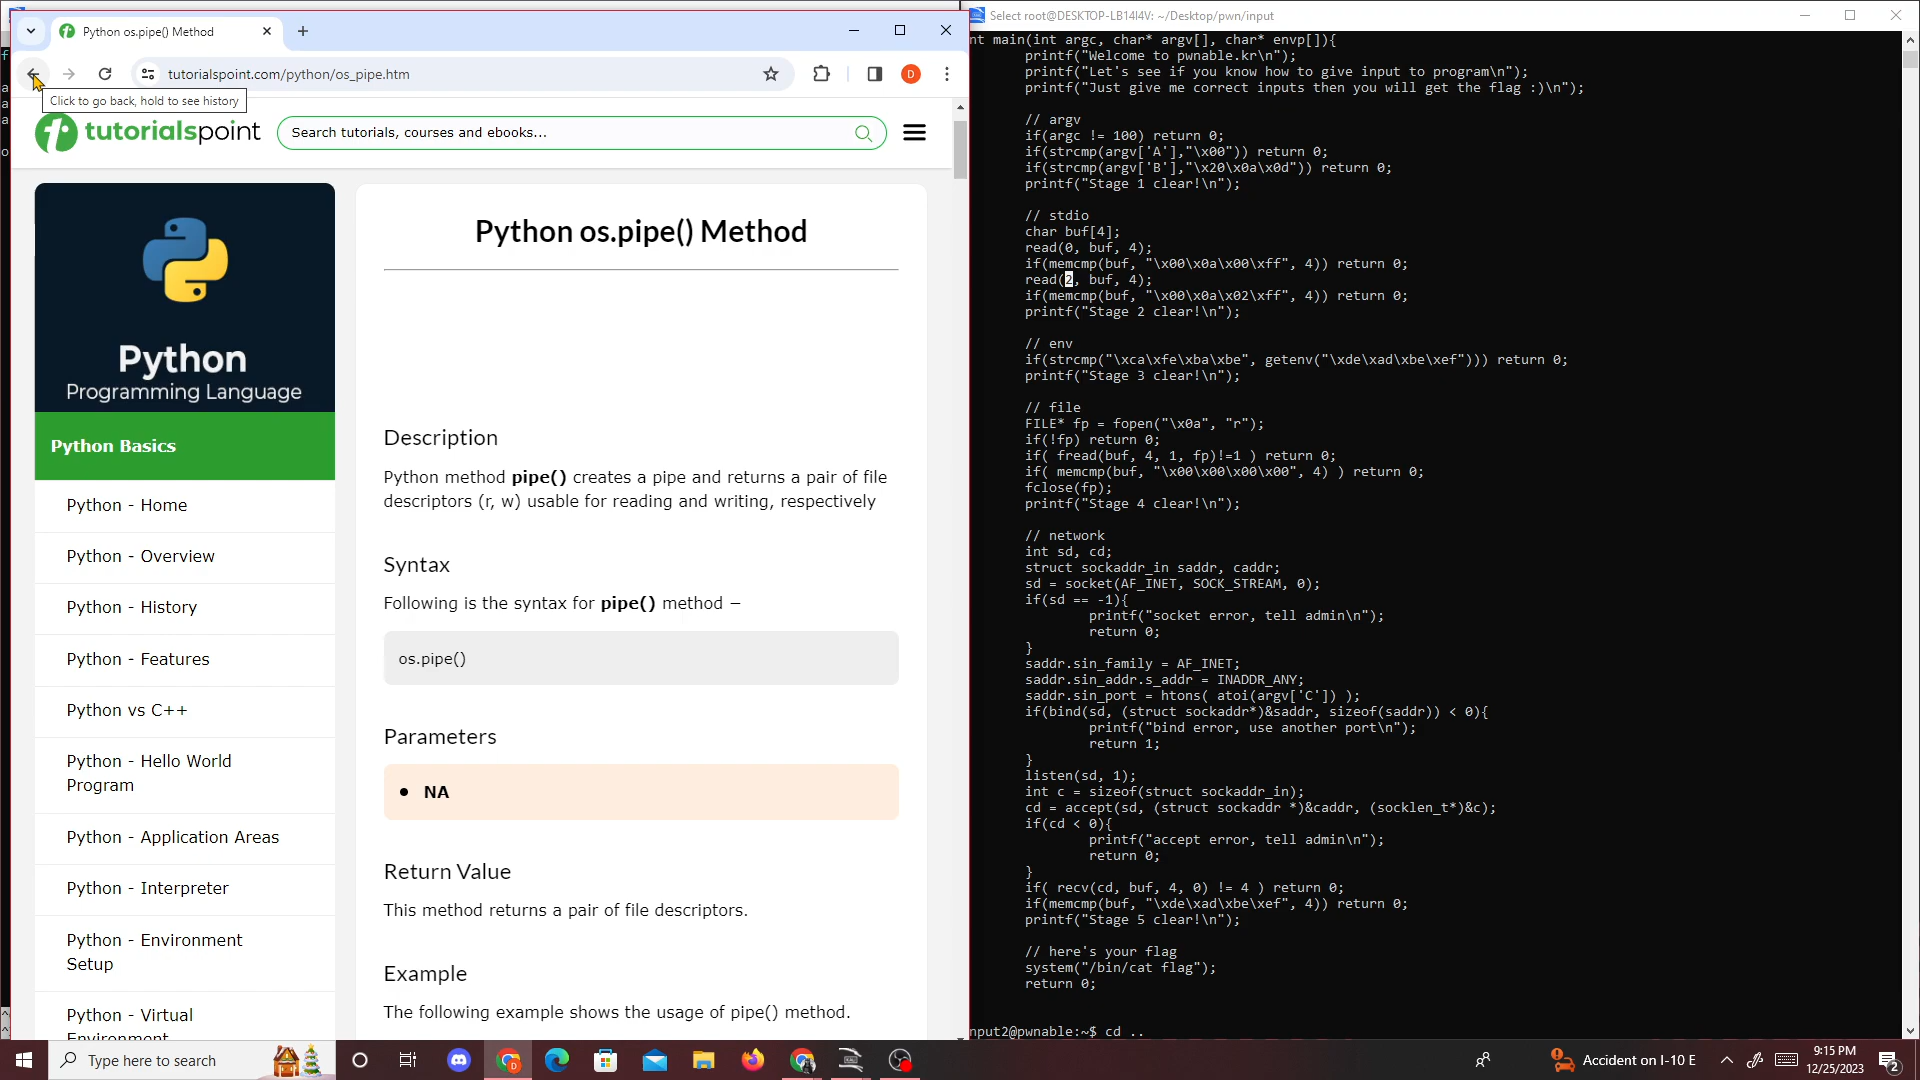 Python os.pipe() Method
tutorialspoint.com/python/os_pipe.htm
D
Click to go back, hold to see history
tutorialspoint
Search tutorials, courses and ebooks...
Python
Programming Language
Python Basics
Python - Home
Python - Overview
Python - History
Python - Features
Python vs C++
Python - Hello World
Program
Python - Application Areas
Python - Interpreter
Python - Environment
Setup
Python - Virtual
Environment
Python os.pipe() Method
Description
Python method pipe() creates a pipe and returns a pair of file
descriptors (r, w) usable for reading and writing, respectively
Syntax
Following is the syntax for pipe() method −
os.pipe()
Parameters
NA
Return Value
This method returns a pair of file descriptors.
Example
The following example shows the usage of pipe() method.
Select root@DESKTOP-LB14I4V: ~/Desktop/pwn/input
nt main(int argc, char* argv[], char* envp[]){
printf("Welcome to pwnable.kr\n");
printf("Let's see if you know how to give input to program\n");
printf("Just give me correct inputs then you will get the flag :)\n");
// argv
if(argc != 100) return 0;
if(strcmp(argv['A'],"\x00")) return 0;
if(strcmp(argv['B'],"\x20\x0a\x0d")) return 0;
printf("Stage 1 clear!\n");
// stdio
char buf[4];
read(0, buf, 4);
if(memcmp(buf, "\x00\x0a\x00\xff", 4)) return 0;
read(2, buf, 4);
if(memcmp(buf, "\x00\x0a\x02\xff", 4)) return 0;
printf("Stage 2 clear!\n");
// env
if(strcmp("\xca\xfe\xba\xbe", getenv("\xde\xad\xbe\xef"))) return 0;
printf("Stage 3 clear!\n");
// file
FILE* fp = fopen("\x0a", "r");
if(!fp) return 0;
if( fread(buf, 4, 1, fp)!=1 ) return 0;
if( memcmp(buf, "\x00\x00\x00\x00", 4) ) return 0;
fclose(fp);
printf("Stage 4 clear!\n");
// network
int sd, cd;
struct sockaddr_in saddr, caddr;
sd = socket(AF_INET, SOCK_STREAM, 0);
if(sd == -1){
printf("socket error, tell admin\n");
return 0;
}
saddr.sin_family = AF_INET;
saddr.sin_addr.s_addr = INADDR_ANY;
saddr.sin_port = htons( atoi(argv['C']) );
if(bind(sd, (struct sockaddr*)&saddr, sizeof(saddr)) < 0){
printf("bind error, use another port\n");
return 1;
}
listen(sd, 1);
int c = sizeof(struct sockaddr_in);
cd = accept(sd, (struct sockaddr *)&caddr, (socklen_t*)&c);
if(cd < 0){
printf("accept error, tell admin\n");
return 0;
}
if( recv(cd, buf, 4, 0) != 4 ) return 0;
if(memcmp(buf, "\xde\xad\xbe\xef", 4)) return 0;
printf("Stage 5 clear!\n");
// here's your flag
system("/bin/cat flag");
return 0;
nput2@pwnable:~$ cd ..
Type here to search
Accident on I-10 E
9:15 PM
12/25/2023
2